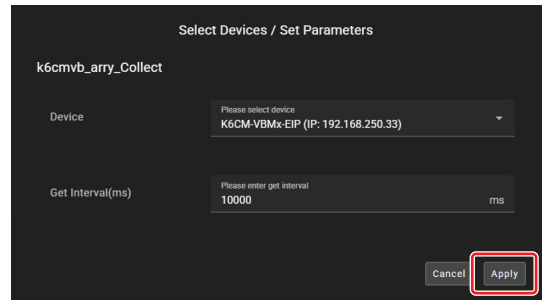 Select Devices / Set Parameters
k6cmvb_arry_Collect
Device
Please select device
K6CM-VBMx-EIP (IP: 192.168.250.33)
Get Interval(ms)
Please enter get interval
10000 ms
Cancel Apply